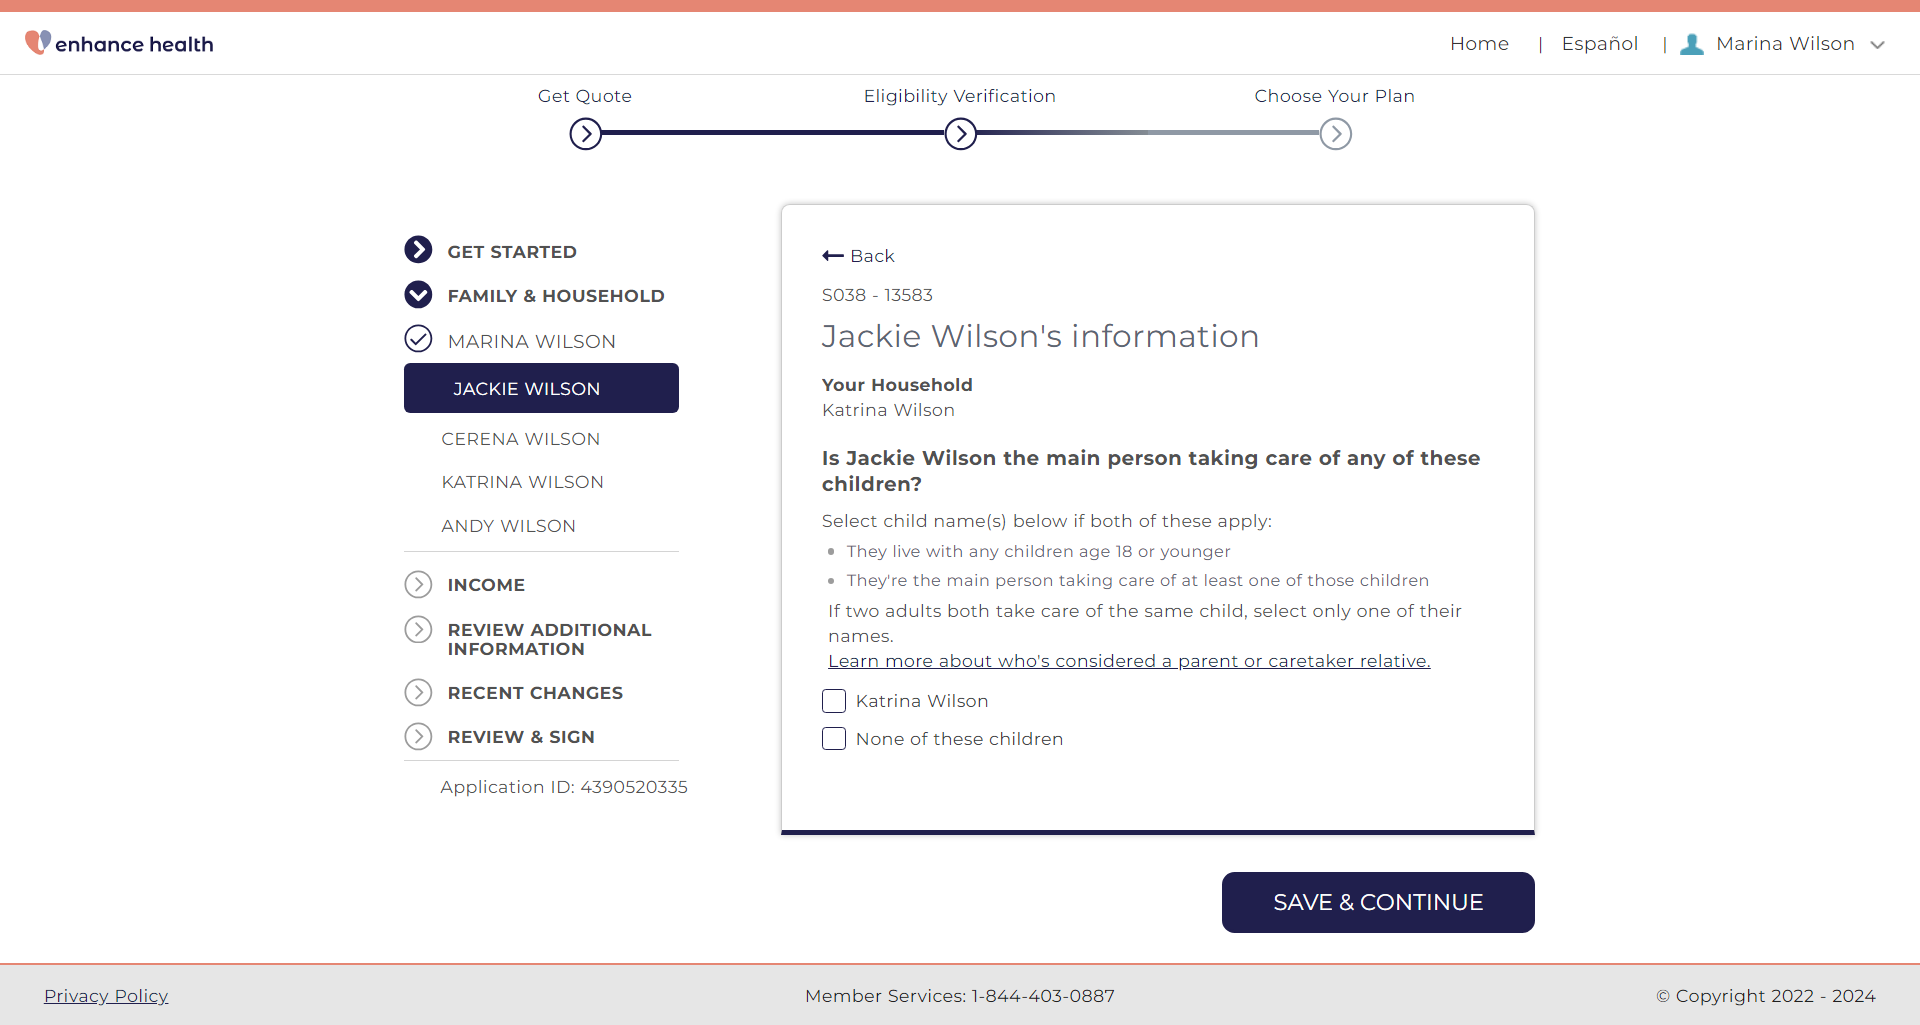 enhance health
Home | Español | Marina Wilson
Get Quote
Eligibility Verification
Choose Your Plan
GET STARTED
FAMILY & HOUSEHOLD
MARINA WILSON
JACKIE WILSON
CERENA WILSON
KATRINA WILSON
ANDY WILSON
INCOME
REVIEW ADDITIONAL
INFORMATION
RECENT CHANGES
REVIEW & SIGN
Application ID: 4390520335
Back
S038 - 13583
Jackie Wilson's information
Your Household
Katrina Wilson
Is Jackie Wilson the main person taking care of any of these
children?
Select child name(s) below if both of these apply:
• They live with any children age 18 or younger
• They're the main person taking care of at least one of those children
If two adults both take care of the same child, select only one of their
names.
Learn more about who's considered a parent or caretaker relative.
Katrina Wilson
None of these children
SAVE & CONTINUE
Privacy Policy
Member Services: 1-844-403-0887
© Copyright 2022 - 2024